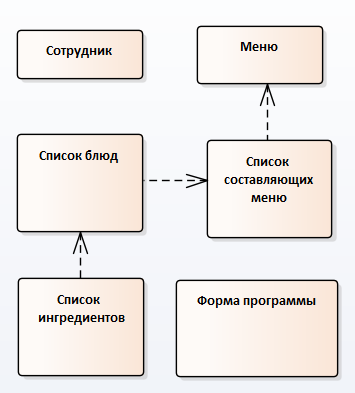 Сотрудник
Меню
Список блюд
Список
составляющих
меню
Список
ингредиентов
Форма программы